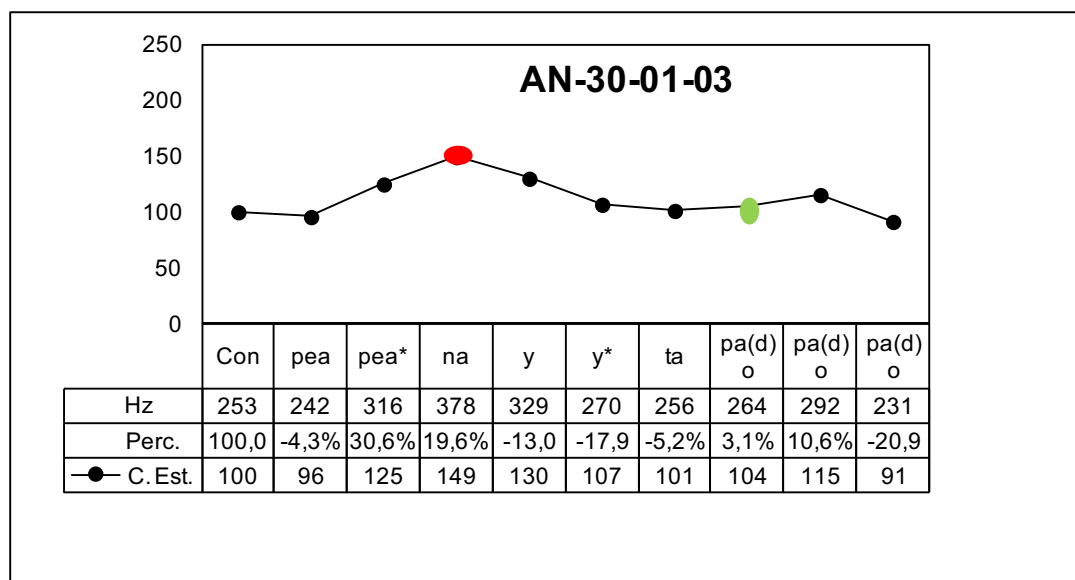 AN-30-01-03
250
200
150
100
50
0
Con pea pea* na y y* ta pa(d)o pa(d)o pa(d)o
Hz 253 242 316 378 329 270 256 264 292 231
Perc. 100,0 -4,3% 30,6% 19,6% -13,0 -17,9 -5,2% 3,1% 10,6% -20,9
C.Est. 100 96 125 149 130 107 101 104 115 91